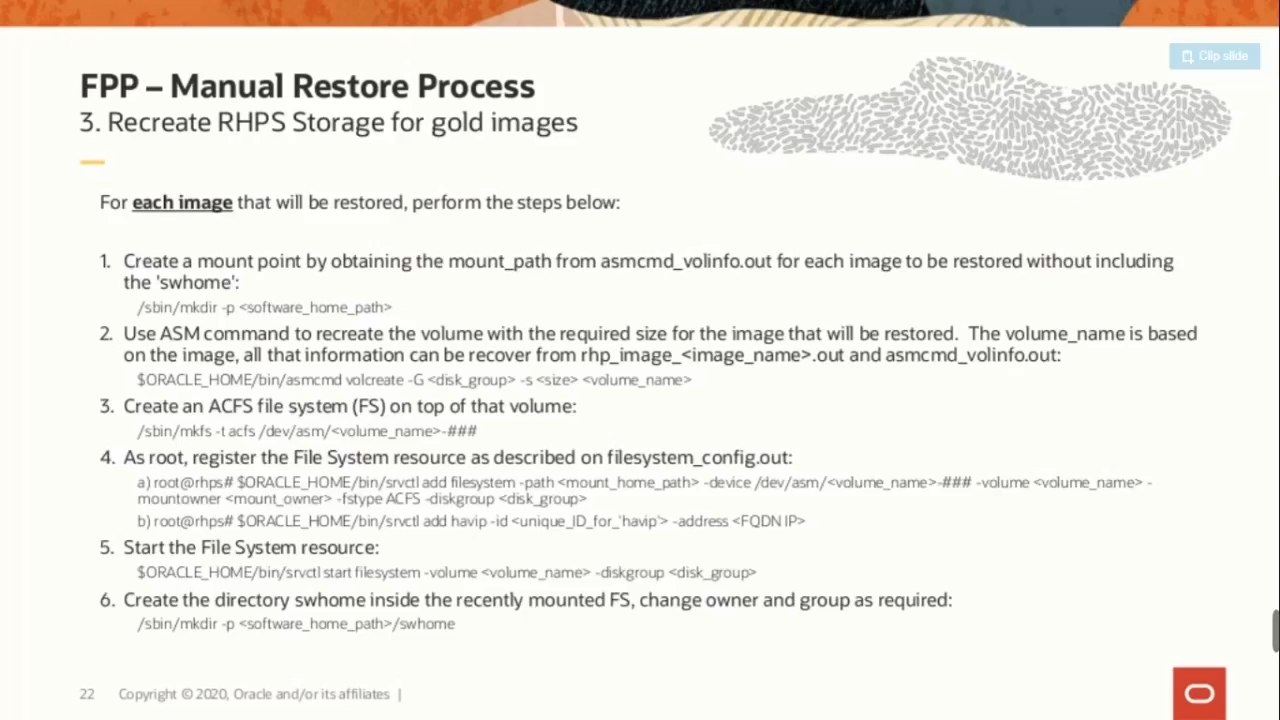 Clip slide
FPP – Manual Restore Process
3. Recreate RHPS Storage for gold images
For each image that will be restored, perform the steps below:
1. Create a mount point by obtaining the mount_path from asmcmd_volinfo.out for each image to be restored without including
the 'swhome':
/sbin/mkdir -p <software_home_path>
2. Use ASM command to recreate the volume with the required size for the image that will be restored. The volume_name is based
on the image, all that information can be recover from rhp_image_<image_name>.out and asmcmd_volinfo.out:
$ORACLE_HOME/bin/asmcmd volcreate -G <disk_group> -s <size> <volume_name>
3. Create an ACFS file system (FS) on top of that volume:
/sbin/mkfs -t acfs /dev/asm/<volume_name>-###
4. As root, register the File System resource as described on filesystem_config.out:
a) root@rhps# $ORACLE_HOME/bin/srvctl add filesystem -path <mount_home_path> -device /dev/asm/<volume_name>-### -volume <volume_name> -
mountowner <mount_owner> -fstype ACFS -diskgroup <disk_group>
b) root@rhps# $ORACLE_HOME/bin/srvctl add havip -id <unique_ID_for_'havip'> -address <FQDN IP>
5. Start the File System resource:
$ORACLE_HOME/bin/srvctl start filesystem -volume <volume_name> -diskgroup <disk_group>
6. Create the directory swhome inside the recently mounted FS, change owner and group as required:
/sbin/mkdir -p <software_home_path>/swhome
22 Copyright © 2020, Oracle and/or its affiliates |